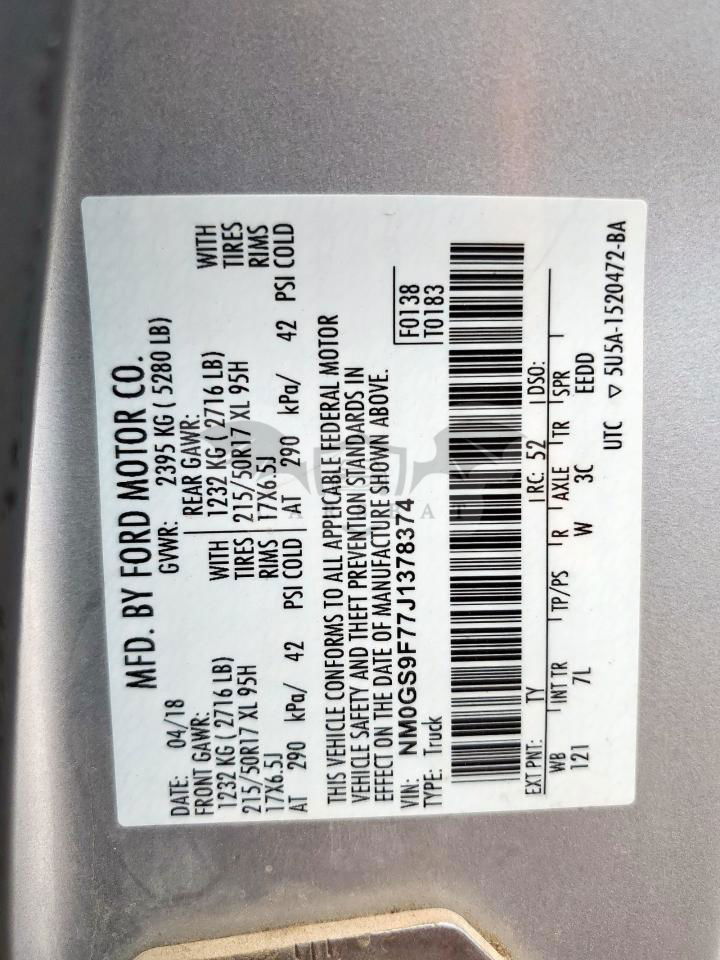 MFD. BY FORD MOTOR CO.
DATE: 04/18 GVWR: 2395 KG ( 5280 LB)
FRONT GAWR: REAR GAWR:
1232 KG ( 2716 LB) WITH 1232 KG ( 2716 LB) WITH
215/50R17 XL 95H TIRES 215/50R17 XL 95H TIRES
17X6.5J RIMS 17X6.5J RIMS
AT 290 kPa/ 42 PSI COLD AT 290 kPa/ 42 PSI COLD
THIS VEHICLE CONFORMS TO ALL APPLICABLE FEDERAL MOTOR
VEHICLE SAFETY AND THEFT PREVENTION STANDARDS IN
EFFECT ON THE DATE OF MANUFACTURE SHOWN ABOVE.
VIN: NM0GS9F77J1378374 F0138
TYPE: Truck T0183
EXT PNT: TY RC: 52 DSO:
WB INT TR TP/PS R AXLE TR SPR
121 7L W 3C EEDD
UTC ▽ 5U5A-1520472-BA